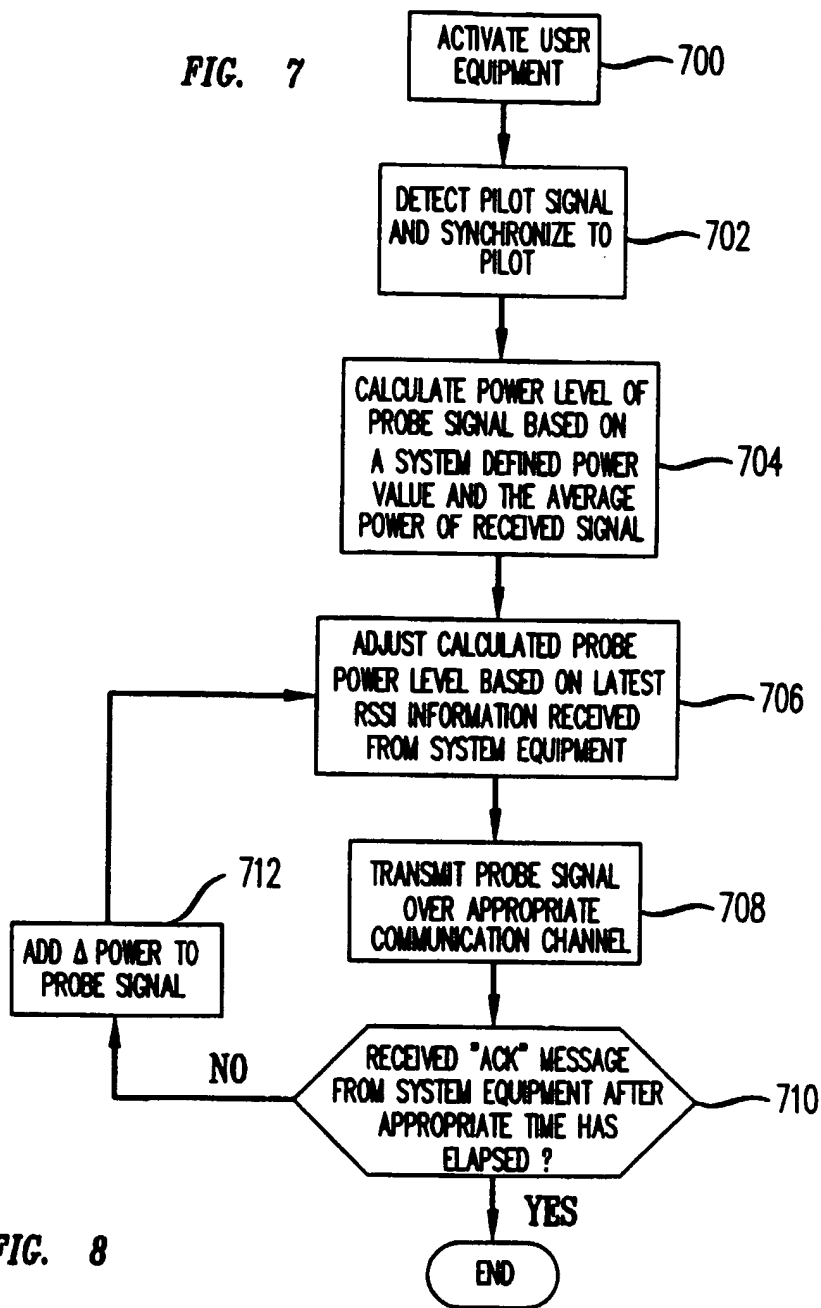 FIG. 7
ACTIVATE USER
EQUIPMENT
700
DETECT PILOT SIGNAL
AND SYNCHRONIZE TO
PILOT
702
CALCULATE POWER LEVEL OF
PROBE SIGNAL BASED ON
A SYSTEM DEFINED POWER
VALUE AND THE AVERAGE
POWER OF RECEIVED SIGNAL
704
ADJUST CALCULATED PROBE
POWER LEVEL BASED ON LATEST
RSSI INFORMATION RECEIVED
FROM SYSTEM EQUIPMENT
706
TRANSMIT PROBE SIGNAL
OVER APPROPRIATE
COMMUNICATION CHANNEL
708
712
ADD Δ POWER TO
PROBE SIGNAL
NO
RECEIVED "ACK" MESSAGE
FROM SYSTEM EQUIPMENT AFTER
APPROPRIATE TIME HAS
ELAPSED ?
710
YES
END
FIG. 8